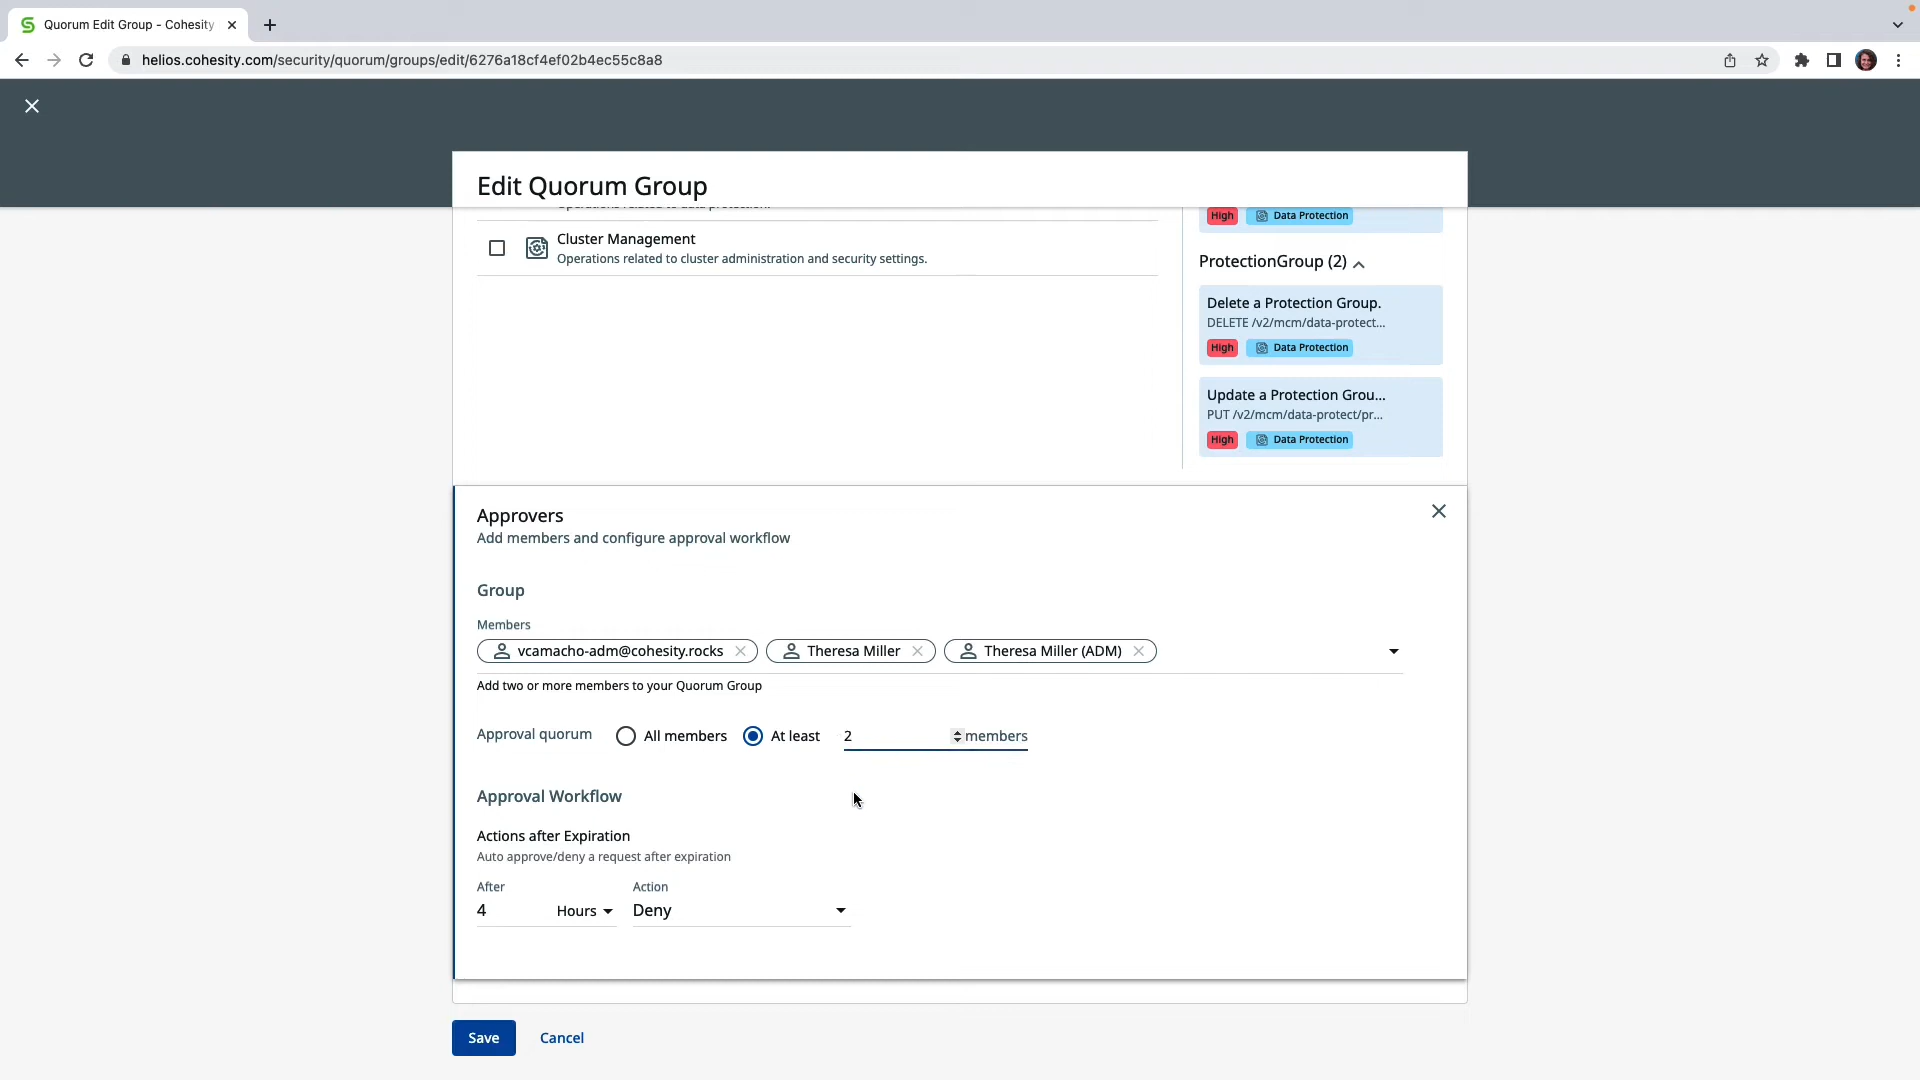 Quorum Edit Group - Cohesity
helios.cohesity.com/security/quorum/groups/edit/6276a18cf4ef02b4ec55c8a8
Edit Quorum Group
Operations related to data protection.
Cluster Management
Operations related to cluster administration and security settings.
High Data Protection
ProtectionGroup (2)
Delete a Protection Group.
DELETE /v2/mcm/data-protect...
High Data Protection
Update a Protection Grou...
PUT /v2/mcm/data-protect/pr...
High Data Protection
Approvers
Add members and configure approval workflow
Group
Members
vcamacho-adm@cohesity.rocks Theresa Miller Theresa Miller (ADM)
Add two or more members to your Quorum Group
Approval quorum All members At least 2 members
Approval Workflow
Actions after Expiration
Auto approve/deny a request after expiration
After Action
4 Hours Deny
Save Cancel